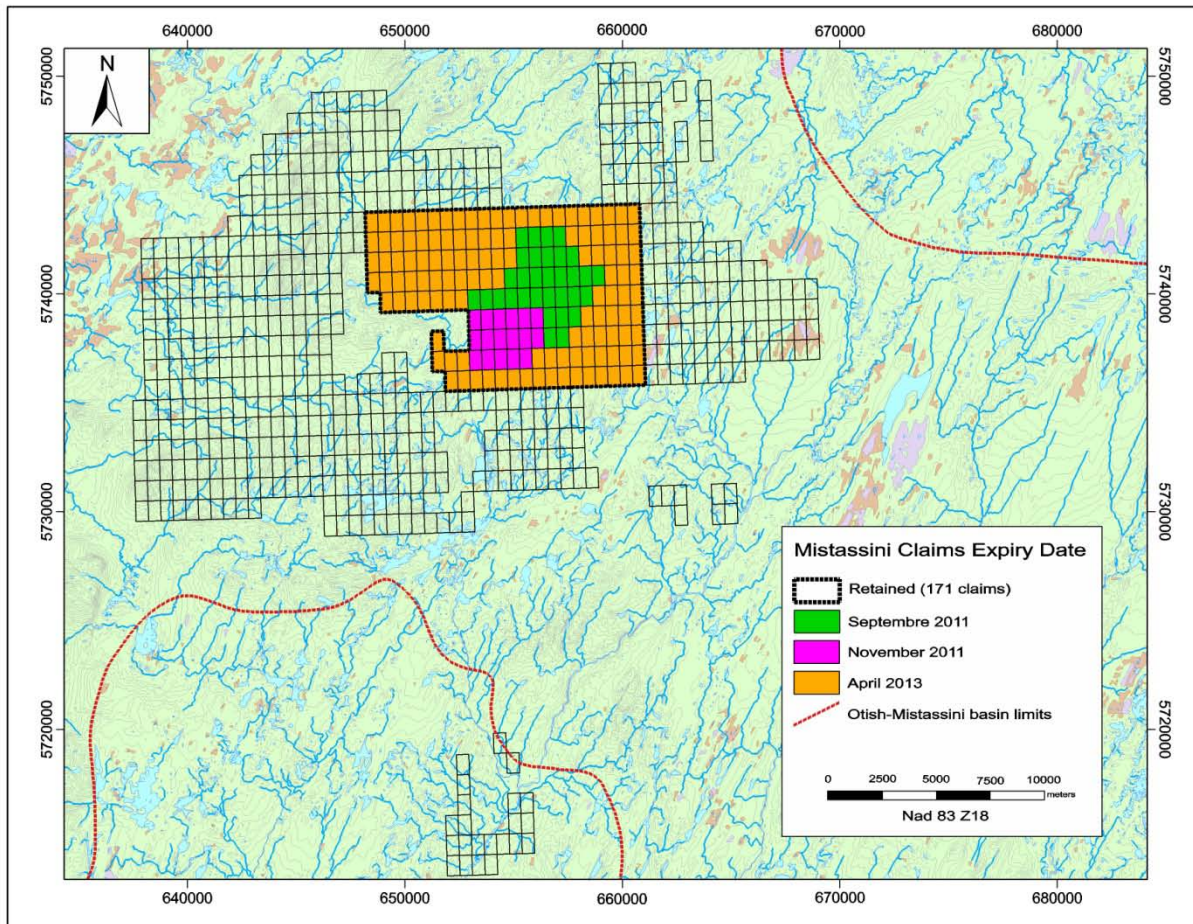 640000 650000 660000 670000 680000
N
5750000 5750000
5740000 5740000
5730000 5730000
5720000 5720000
Mistassini Claims Expiry Date
Retained (171 claims)
Septembre 2011
November 2011
April 2013
Otish-Mistassini basin limits
0 2500 5000 7500 10000
meters
Nad 83 Z18
640000 650000 660000 670000 680000